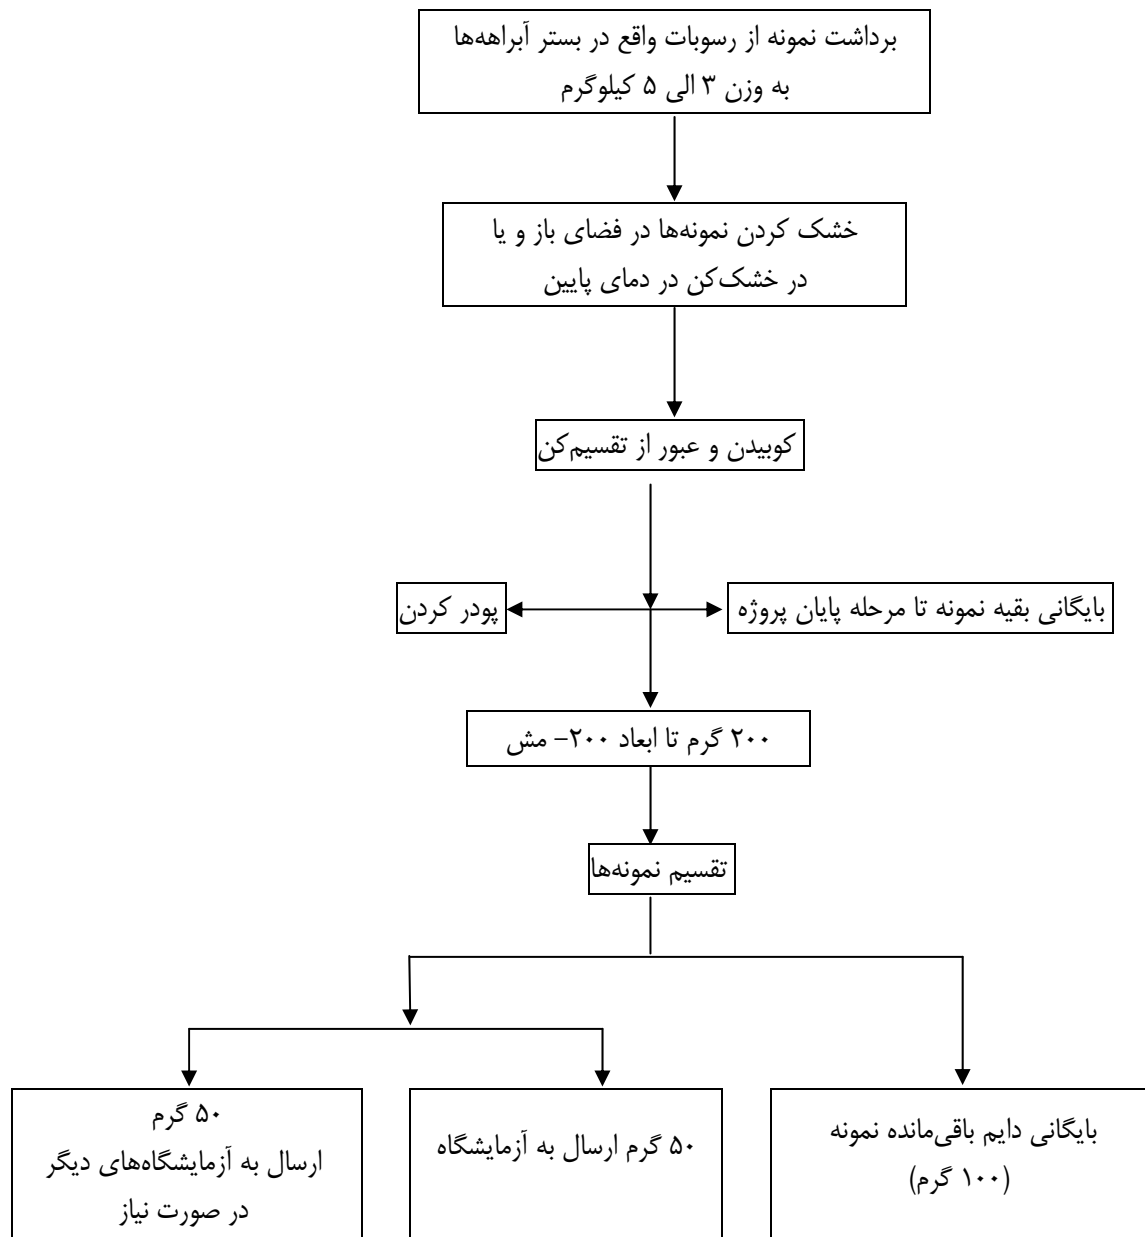 برداشت نمونه از رسوبات واقع در بستر آبراهه‌ها
به وزن ۳ الی ۵ کیلوگرم
خشک کردن نمونه‌ها در فضای باز و یا
در خشک‌کن در دمای پایین
کوبیدن و عبور از تقسیم‌کن
بایگانی بقیه نمونه تا مرحله پایان پروژه
پودر کردن
۲۰۰ گرم تا ابعاد ۲۰۰- مش
تقسیم نمونه‌ها
بایگانی دایم باقی‌مانده نمونه
(۱۰۰ گرم)
۵۰ گرم ارسال به آزمایشگاه
۵۰ گرم
ارسال به آزمایشگاه‌های دیگر
در صورت نیاز